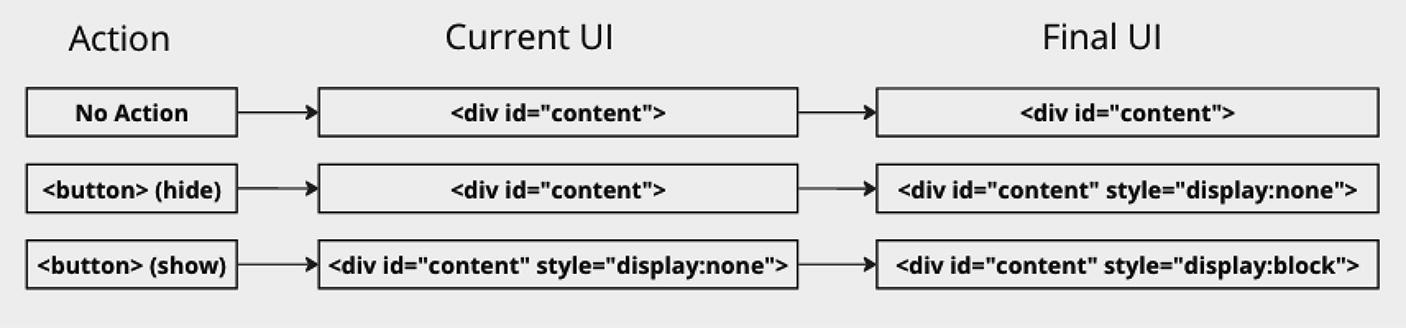 Action Current UI Final UI
No Action <div id="content"> <div id="content">
<button> (hide) <div id="content"> <div id="content" style="display:none">
<button> (show) <div id="content" style="display:none"> <div id="content" style="display:block">